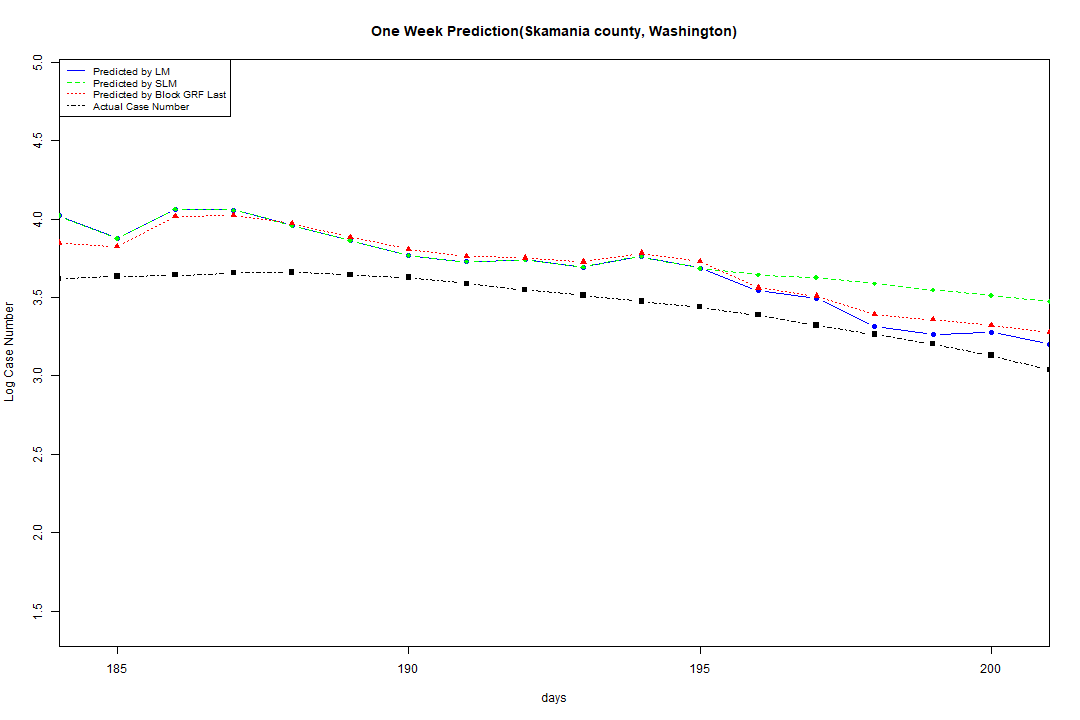 One Week Prediction(Skamania county, Washington)
Predicted by LM
Predicted by SLM
Predicted by Block GRF Last
Actual Case Number
Log Case Number
5.0
4.5
4.0
3.5
3.0
2.5
2.0
1.5
185
190
195
200
days